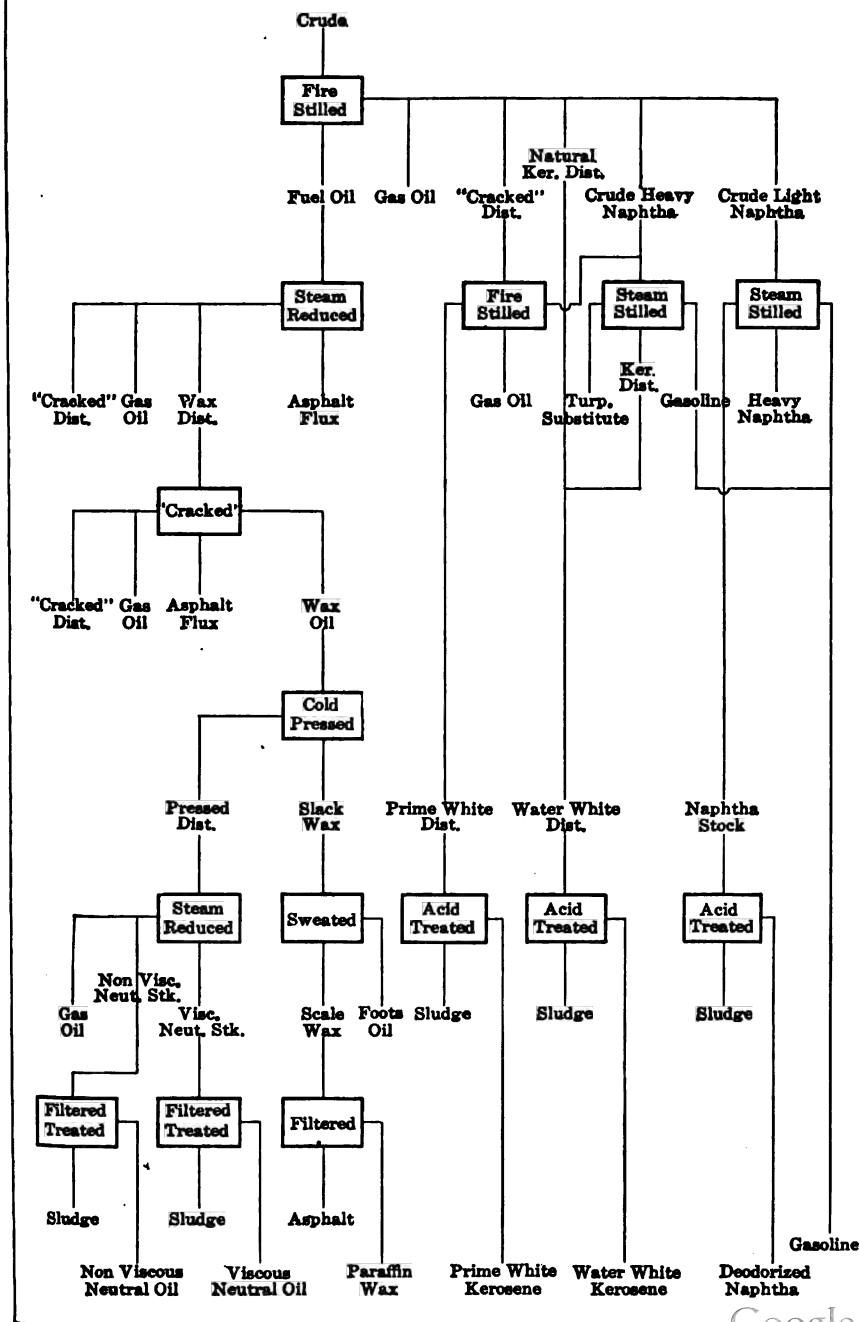 Crude
Fire
Stilled
Natural
Ker. Dist.
Fuel Oil
Gas Oil
"Cracked"
Dist.
Crude Heavy
Naphtha
Crude Light
Naphtha
Steam
Reduced
Fire
Stilled
Steam
Stilled
Steam
Stilled
Ker.
Dist.
"Cracked"
Dist.
Gas
Oil
Wax
Dist.
Asphalt
Flux
Gas Oil
Turp.
Substitute
Gasoline
Heavy
Naphtha
"Cracked"
"Cracked"
Dist.
Gas
Oil
Asphalt
Flux
Wax
Oil
Cold
Pressed
Pressed
Dist.
Slack
Wax
Prime White
Dist.
Water White
Dist.
Naphtha
Stock
Steam
Reduced
Sweated
Acid
Treated
Acid
Treated
Acid
Treated
Non Visc.
Neut. Stk.
Gas
Oil
Visc.
Neut. Stk.
Scale
Wax
Foots
Oil
Sludge
Sludge
Sludge
Filtered
Treated
Filtered
Treated
Filtered
Sludge
Sludge
Asphalt
Gasoline
Non Viscous
Neutral Oil
Viscous
Neutral Oil
Paraffin
Wax
Prime White
Kerosene
Water White
Kerosene
Deodorized
Naphtha
Google